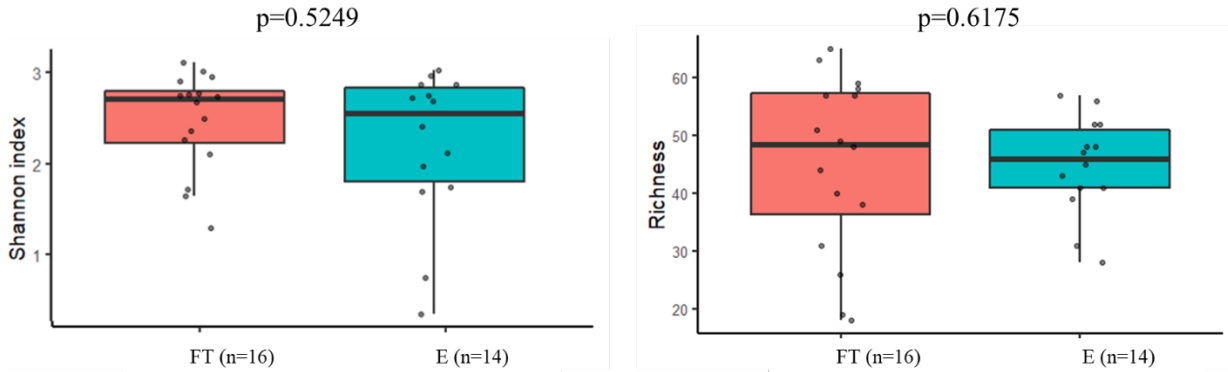 p=0.5249
Shannon index
3
2
1
FT (n=16)
E (n=14)
p=0.6175
Richness
60
50
40
30
20
FT (n=16)
E (n=14)